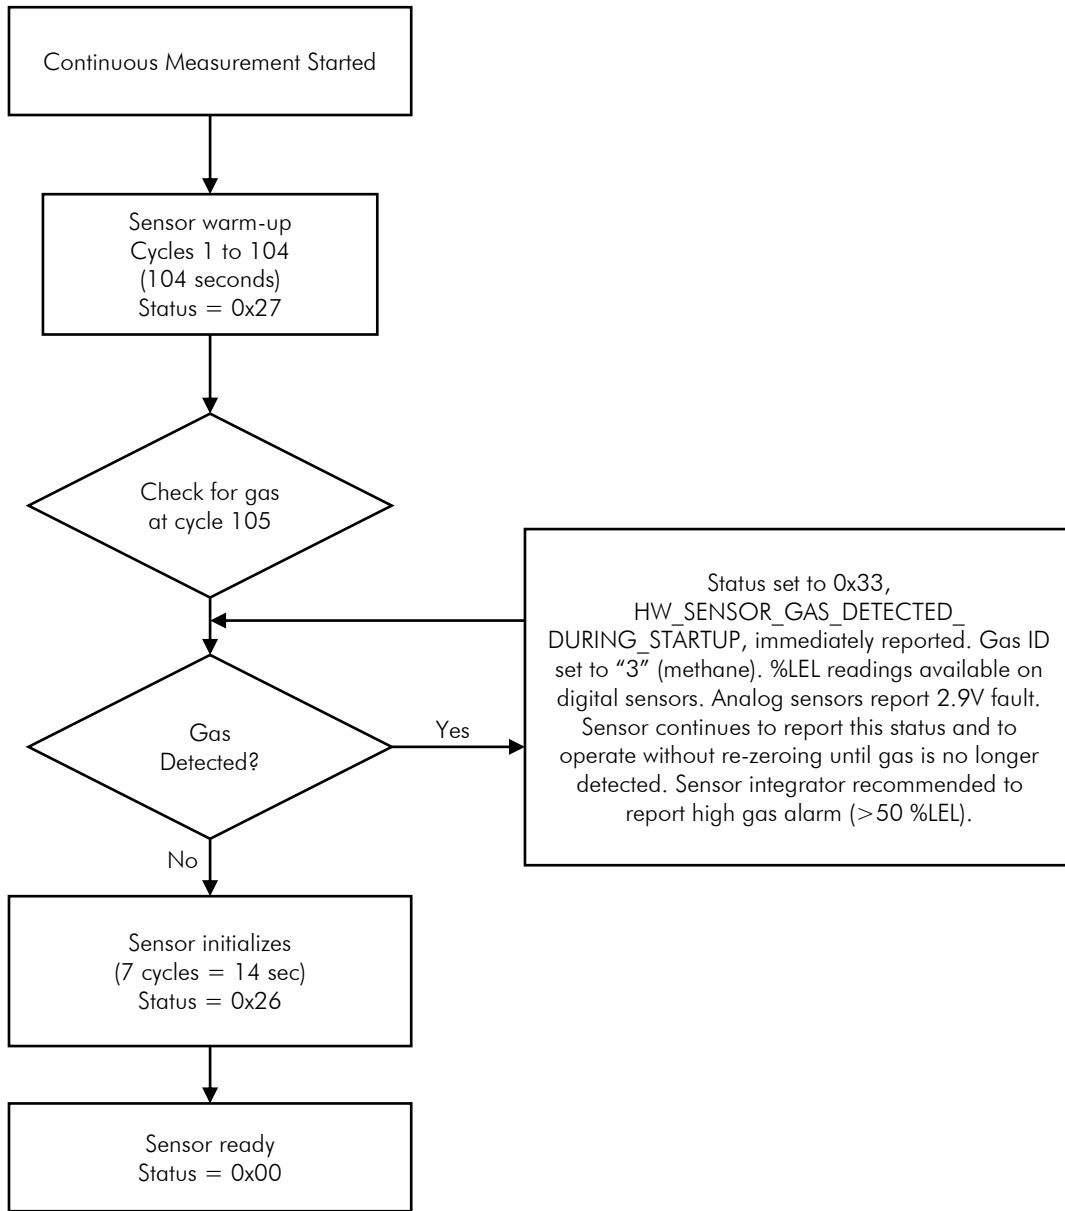 Continuous Measurement Started
Sensor warm-up
Cycles 1 to 104
(104 seconds)
Status = 0x27
Check for gas
at cycle 105
Gas
Detected?
Yes
No
Status set to 0x33,
HW_SENSOR_GAS_DETECTED_
DURING_STARTUP, immediately reported. Gas ID
set to “3” (methane). %LEL readings available on
digital sensors. Analog sensors report 2.9V fault.
Sensor continues to report this status and to
operate without re-zeroing until gas is no longer
detected. Sensor integrator recommended to
report high gas alarm (>50 %LEL).
Sensor initializes
(7 cycles = 14 sec)
Status = 0x26
Sensor ready
Status = 0x00